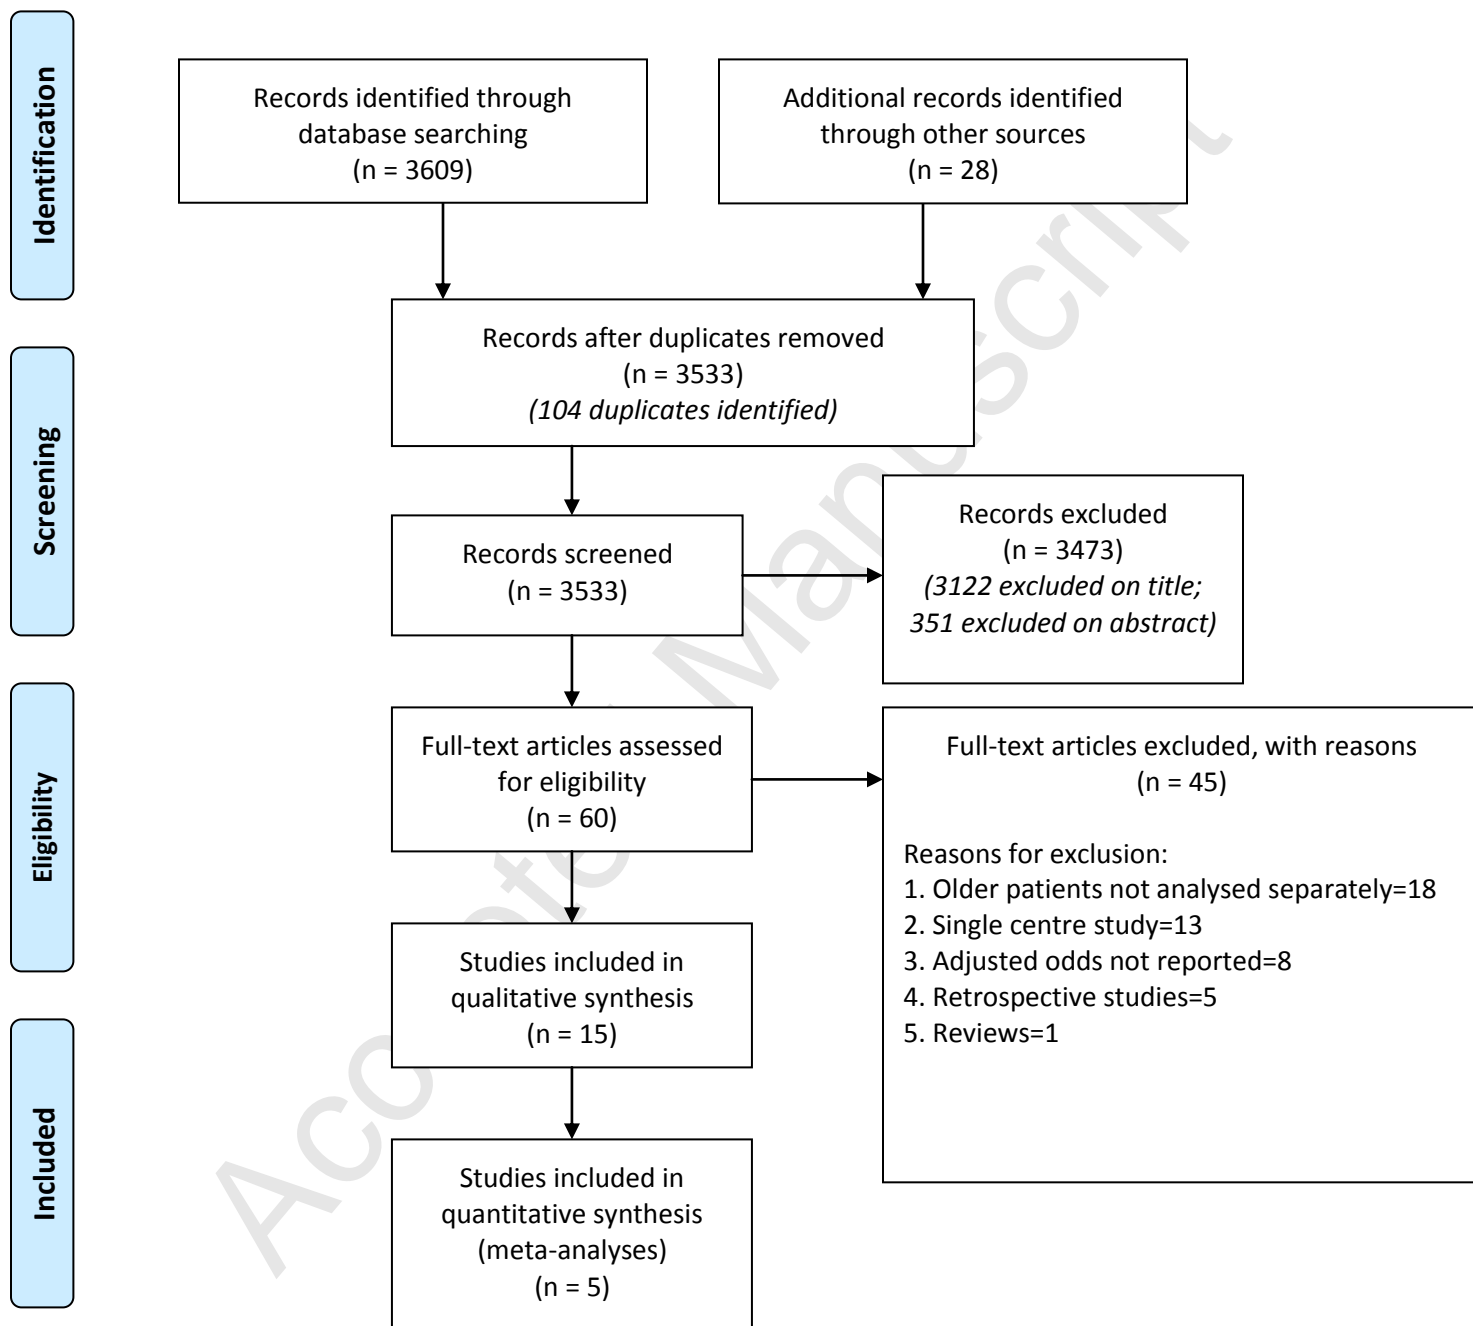 Identification
Records identified through
database searching
(n = 3609)
Additional records identified
through other sources
(n = 28)
Records after duplicates removed
(n = 3533)
(104 duplicates identified)
Screening
Records screened
(n = 3533)
Records excluded
(n = 3473)
(3122 excluded on title;
351 excluded on abstract)
Eligibility
Full-text articles assessed
for eligibility
(n = 60)
Full-text articles excluded, with reasons
(n = 45)
Reasons for exclusion:
1. Older patients not analysed separately=18
2. Single centre study=13
3. Adjusted odds not reported=8
4. Retrospective studies=5
5. Reviews=1
Studies included in
qualitative synthesis
(n = 15)
Included
Studies included in
quantitative synthesis
(meta-analyses)
(n = 5)
Accepted Manuscript